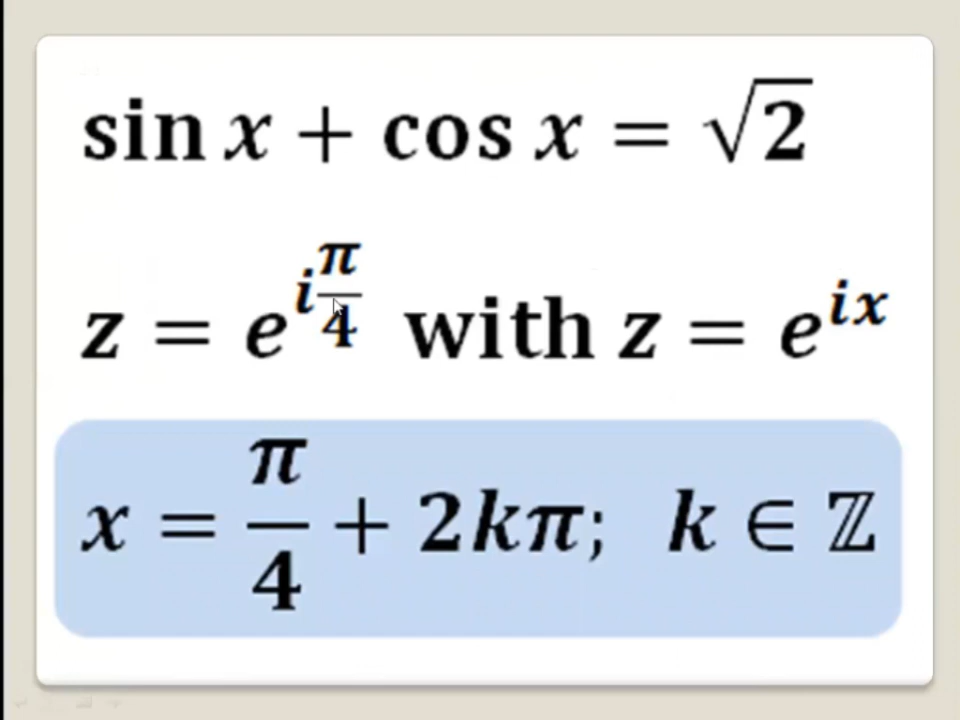 sin x + cos x = √2
z = e^{iπ/4} with z = e^{ix}
x = π/4 + 2kπ; k ∈ ℤ